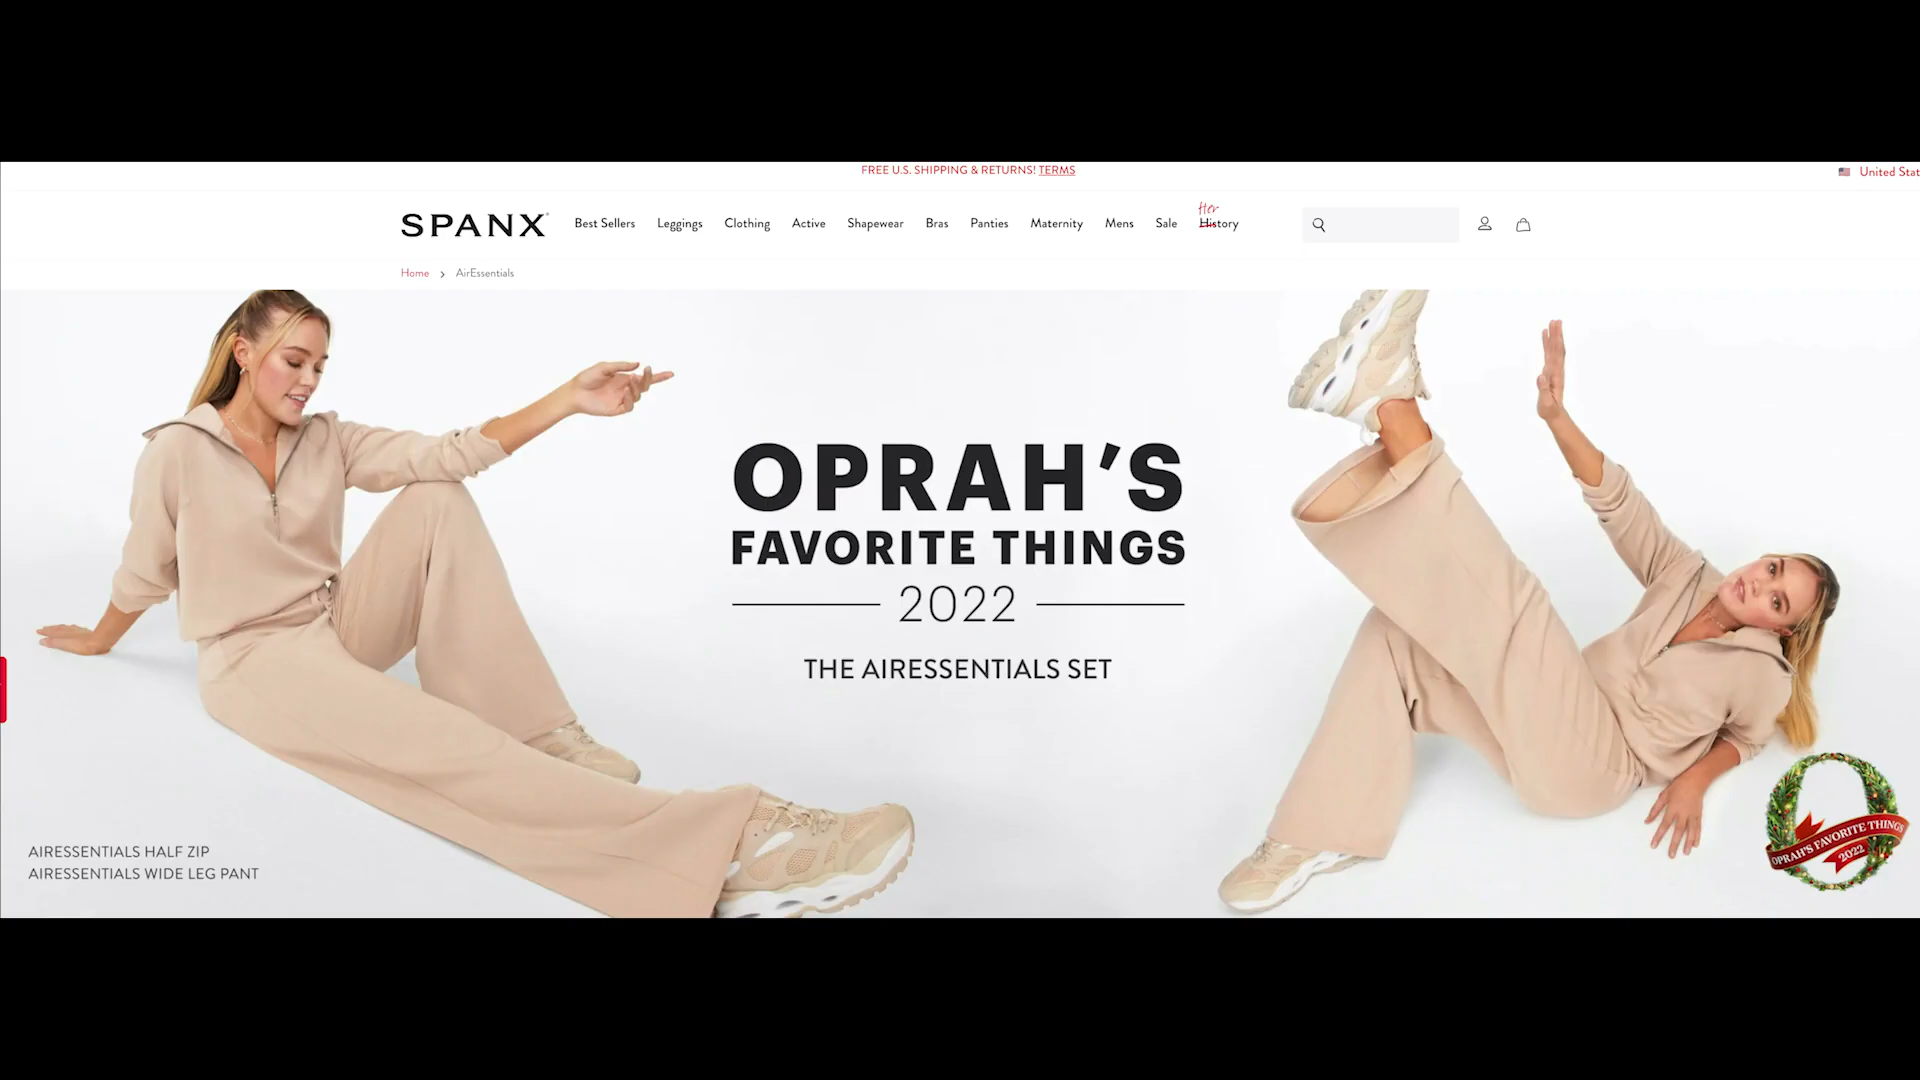 FREE U.S. SHIPPING & RETURNS! TERMS
United Stat
SPANX
Best Sellers Leggings Clothing Active Shapewear Bras Panties Maternity Mens Sale Her History
Home > AirEssentials
OPRAH'S
FAVORITE THINGS
2022
THE AIRESSENTIALS SET
AIRESSENTIALS HALF ZIP
AIRESSENTIALS WIDE LEG PANT
OPRAH'S FAVORITE THINGS
2022